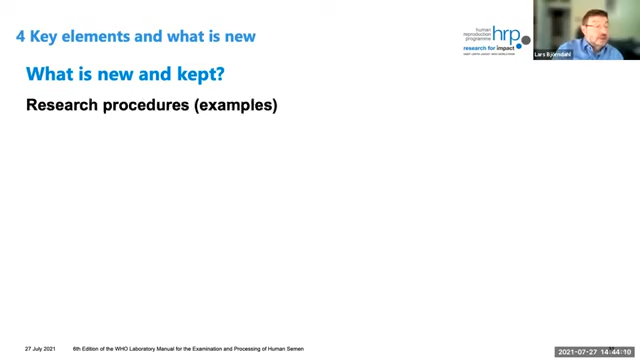 4 Key elements and what is new
human
reproduction
programme
hrp
research for impact
Lars Björndahl
What is new and kept?
Research procedures (examples)
27 July 2021 6th Edition of the WHO Laboratory Manual for the Examination and Processing of Human Semen
2021-07-27 14:44:10